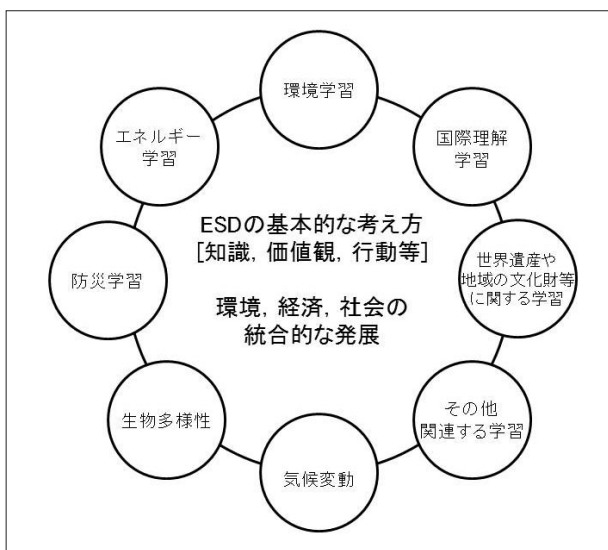 環境学習
エネルギー
学習
国際理解
学習
ESDの基本的な考え方
[知識，価値観，行動等]
環境，経済，社会の
統合的な発展
防災学習
世界遺産や
地域の文化財等
に関する学習
生物多様性
その他
関連する学習
気候変動